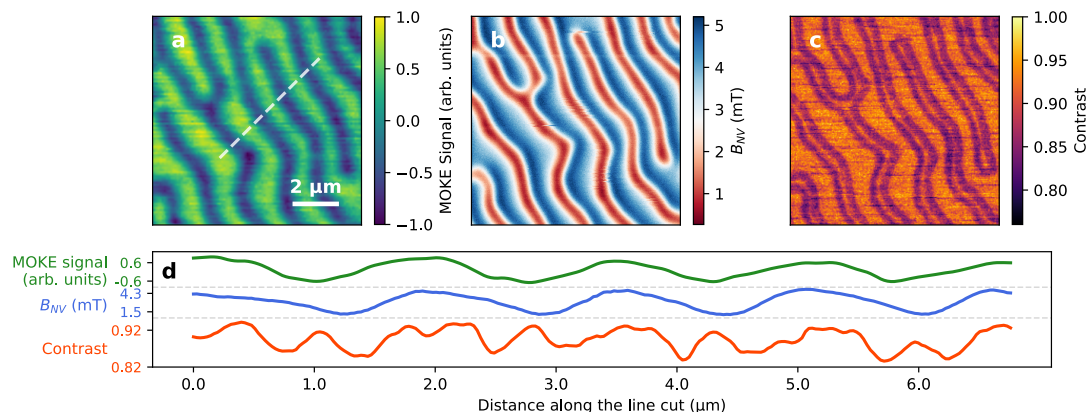 a
2 μm
1.0
0.5
0.0
−0.5
−1.0
MOKE Signal (arb. units)
b
5
4
3
2
1
B_NV (mT)
c
1.00
0.95
0.90
0.85
0.80
Contrast
d
MOKE signal
(arb. units)
0.6
-0.6
B_NV (mT)
4.3
1.5
Contrast
0.92
0.82
0.0
1.0
2.0
3.0
4.0
5.0
6.0
Distance along the line cut (μm)